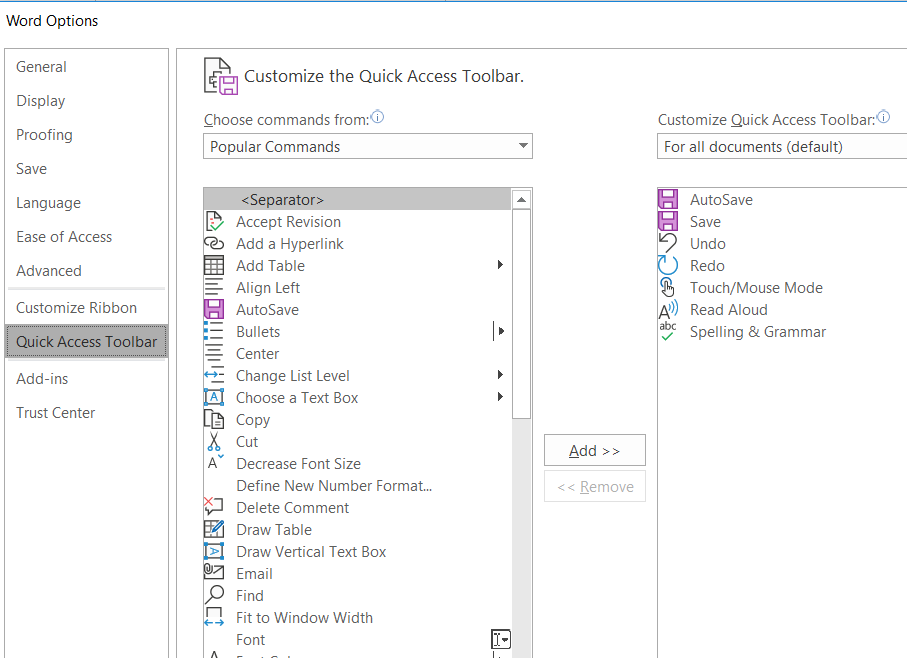 Word Options
General
Display
Proofing
Save
Language
Ease of Access
Advanced
Customize Ribbon
Quick Access Toolbar
Add-ins
Trust Center
Customize the Quick Access Toolbar.
Choose commands from:
Popular Commands
<Separator>
Accept Revision
Add a Hyperlink
Add Table
Align Left
AutoSave
Bullets
Center
Change List Level
Choose a Text Box
Copy
Cut
Decrease Font Size
Define New Number Format...
Delete Comment
Draw Table
Draw Vertical Text Box
Email
Find
Fit to Window Width
Font
Add >>
<< Remove
Customize Quick Access Toolbar:
For all documents (default)
AutoSave
Save
Undo
Redo
Touch/Mouse Mode
Read Aloud
abc
Spelling & Grammar